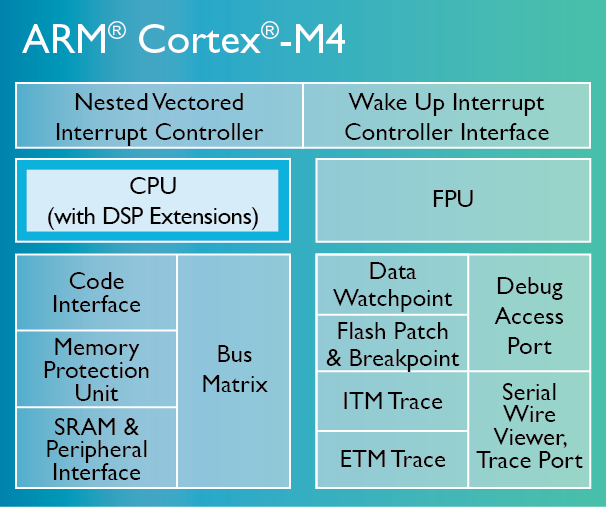 ARM® Cortex®-M4
Nested Vectored
Interrupt Controller
Wake Up Interrupt
Controller Interface
CPU
(with DSP Extensions)
FPU
Code
Interface
Memory
Protection
Unit
SRAM &
Peripheral
Interface
Bus
Matrix
Data
Watchpoint
Flash Patch
& Breakpoint
ITM Trace
ETM Trace
Debug
Access
Port
Serial
Wire
Viewer,
Trace Port